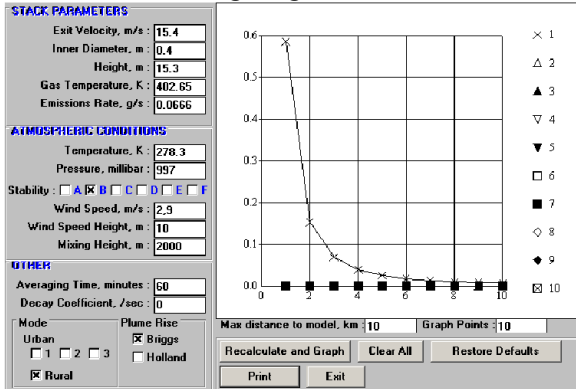 STACK PARAMETERS
Exit Velocity, m/s : 15.4
Inner Diameter, m : 0.4
Height, m : 15.3
Gas Temperature, K : 402.65
Emissions Rate, g/s : 0.0666
ATMOSPHERIC CONDITIONS
Temperature, K : 278.3
Pressure, millibar : 997
Stability : A B C D E F
Wind Speed, m/s : 2,9
Wind Speed Height, m : 10
Mixing Height, m : 2000
OTHER
Averaging Time, minutes : 60
Decay Coefficient, /sec : 0
Mode
Urban
1 2 3
Rural
Plume Rise
Briggs
Holland
0.6
0.5
0.4
0.3
0.2
0.1
0.0
0 2 4 6 8 10
1
2
3
4
5
6
7
8
9
10
Max distance to model, km : 10 Graph Points : 10
Recalculate and Graph Clear All Restore Defaults
Print Exit